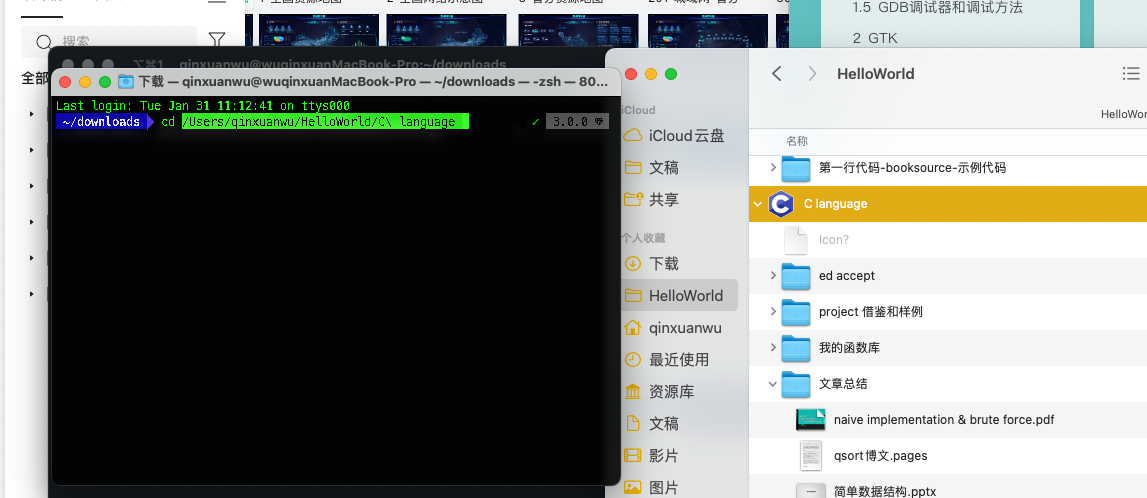 1.5 GDB调试器和调试方法
2 GTK
搜索
全部
⌥⌘1 qinxuanwu@wuqinxuanMacBook-Pro:~/downloads
下载 — qinxuanwu@wuqinxuanMacBook-Pro — ~/downloads — -zsh — 80...
Last login: Tue Jan 31 11:12:41 on ttys000
~/downloads cd /Users/qinxuanwu/HelloWorld/C\ language ✓ 3.0.0
iCloud
iCloud云盘
文稿
共享
个人收藏
下载
HelloWorld
qinxuanwu
最近使用
资源库
文稿
影片
图片
HelloWorld
HelloWor
名称
第一行代码-booksource-示例代码
C language
Icon?
ed accept
project 借鉴和样例
我的函数库
文章总结
naive implementation & brute force.pdf
qsort博文.pages
简单数据结构.pptx